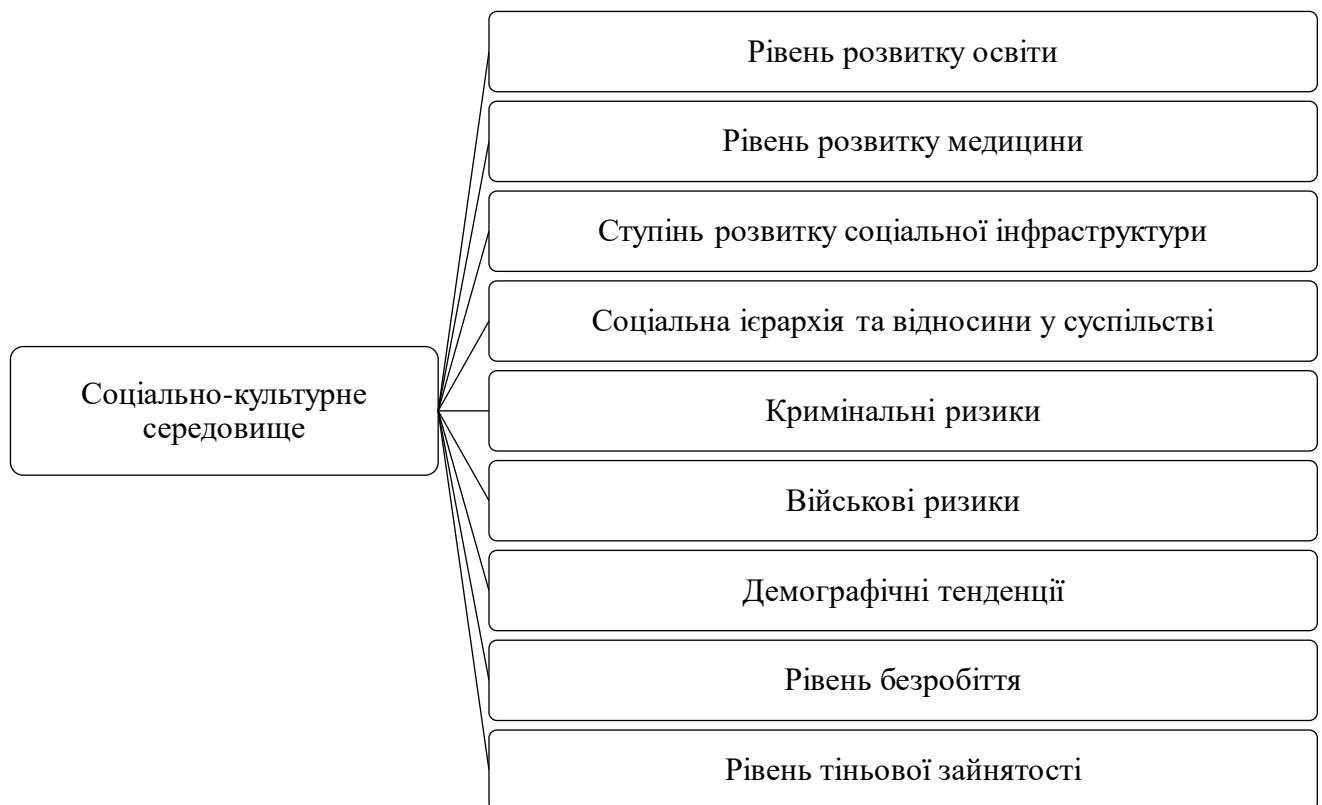 Рівень розвитку освіти
Рівень розвитку медицини
Ступінь розвитку соціальної інфраструктури
Соціальна ієрархія та відносини у суспільстві
Соціально-культурне
середовище
Кримінальні ризики
Військові ризики
Демографічні тенденції
Рівень безробіття
Рівень тіньової зайнятості